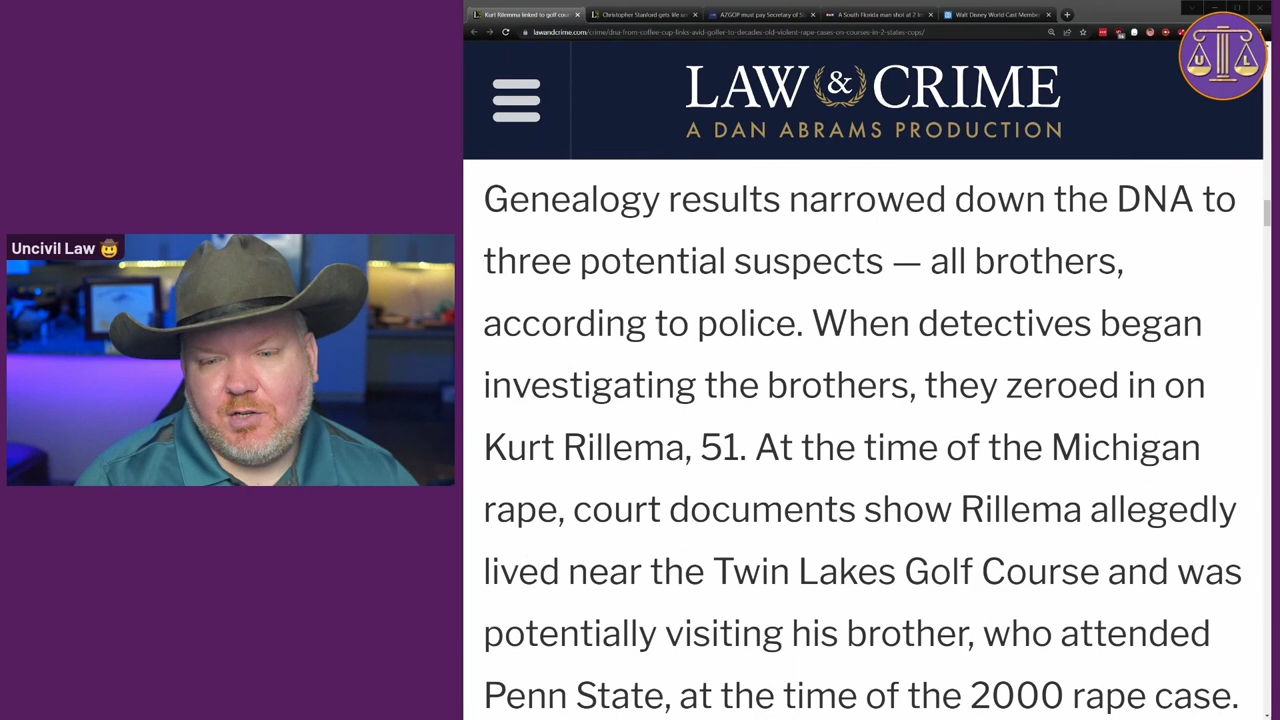 Kurt Rillema linked to golf cour
Christopher Stanford gets life se
AZGOP must pay Secretary of S
A South Florida man shot at 2 In
Walt Disney World Cast Membe
lawandcrime.com/crime/dna-from-coffee-cup-links-avid-golfer-to-decades-old-violent-rape-cases-on-courses-in-2-states-cops/
U L
LAW & CRIME
A DAN ABRAMS PRODUCTION
Uncivil Law 🤠
Genealogy results narrowed down the DNA to
three potential suspects — all brothers,
according to police. When detectives began
investigating the brothers, they zeroed in on
Kurt Rillema, 51. At the time of the Michigan
rape, court documents show Rillema allegedly
lived near the Twin Lakes Golf Course and was
potentially visiting his brother, who attended
Penn State, at the time of the 2000 rape case.